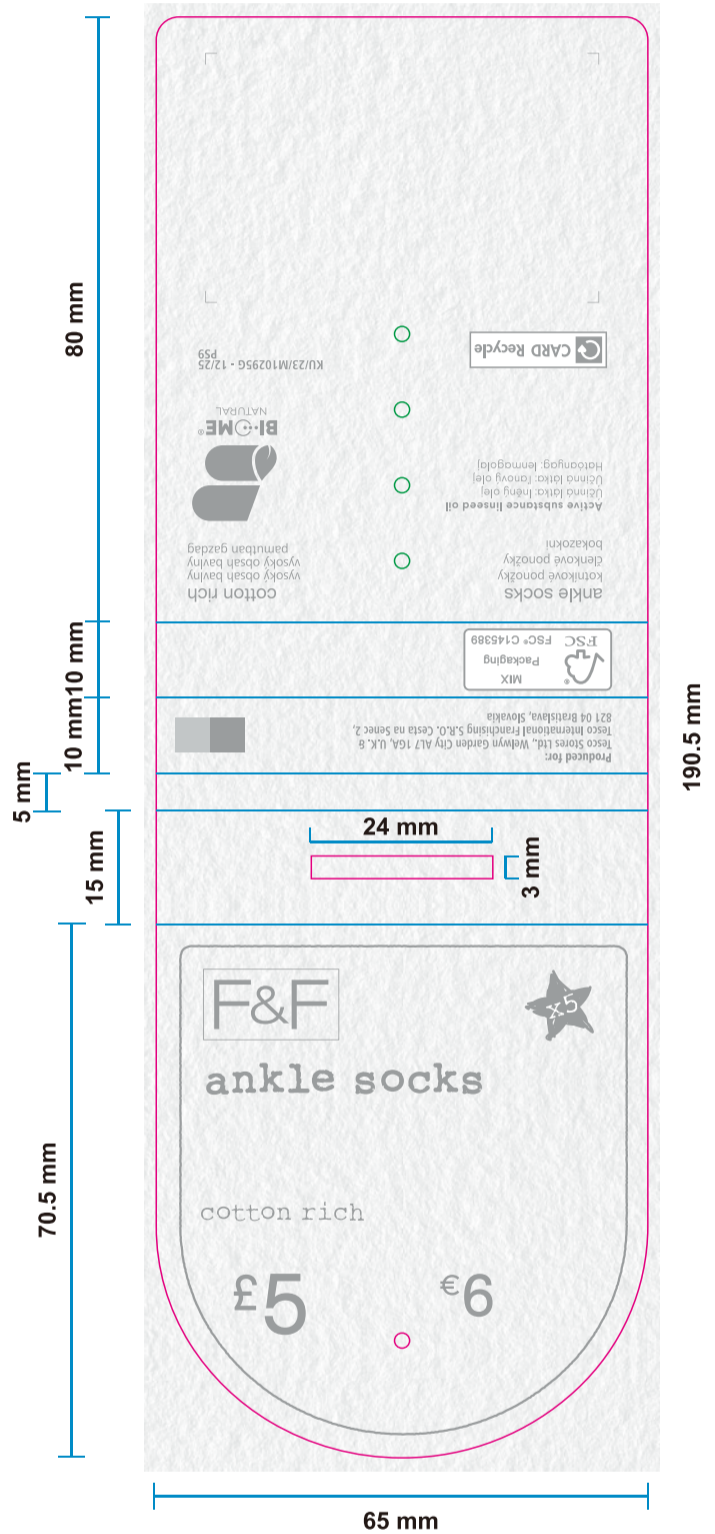 80 mm
10 mm
10 mm
5 mm
15 mm
70.5 mm
190.5 mm
65 mm
24 mm
3 mm
F&F
x5
ankle socks
cotton rich
£5
€6
Produced for:
Tesco Stores Ltd., Welwyn Garden City AL7 1GA, U.K. &
Tesco International Franchising S.R.O. Cesta na Senec 2,
821 04 Bratislava, Slovakia
MIX
Packaging
FSC
FSC® C145389
ankle socks
kotníkové ponožky
členkové ponožky
bokazokni
Active substance linseed oil
Účinná látka: lněný olej
Účinná látka: ľanový olej
Hatóanyag: lenmagolaj
CARD Recycle
cotton rich
vysoký obsah bavlny
vysoký obsah bavlny
pamutban gazdag
BI-OME®
NATURAL
KU/23/M10295G - 12/25
PS9